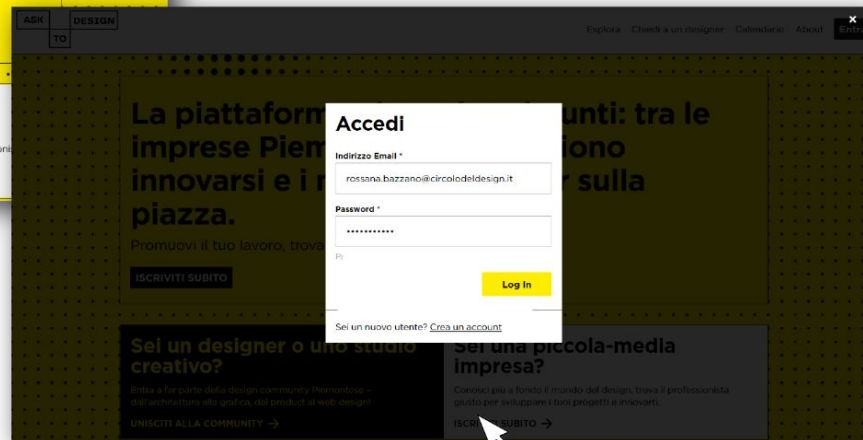 ASK
DESIGN
TO
Explora Chiedi a un designer Calendario About Entra
×
La piattaform unti: tra le
imprese Piem iono
innovarsi e i r sulla
piazza.
Promuovi il tuo lavoro, trova
ISCRIVITI SUBITO
Accedi
Indirizzo Email *
rossana.bazzano@circolodeldesign.it
Password *
•••••••••••
Log In
Sei un nuovo utente? Crea un account
Sei un designer o uno studio
creativo?
Entra a far parte della design community Piemontese –
dall'architettura alla grafica, dal product al web design!
UNISCITI ALLA COMMUNITY →
Sei una piccola-media
impresa?
Conosci più a fondo il mondo del design, trova il professionista
giusto per sviluppare i tuoi progetti e innovarti.
ISCRI SUBITO →